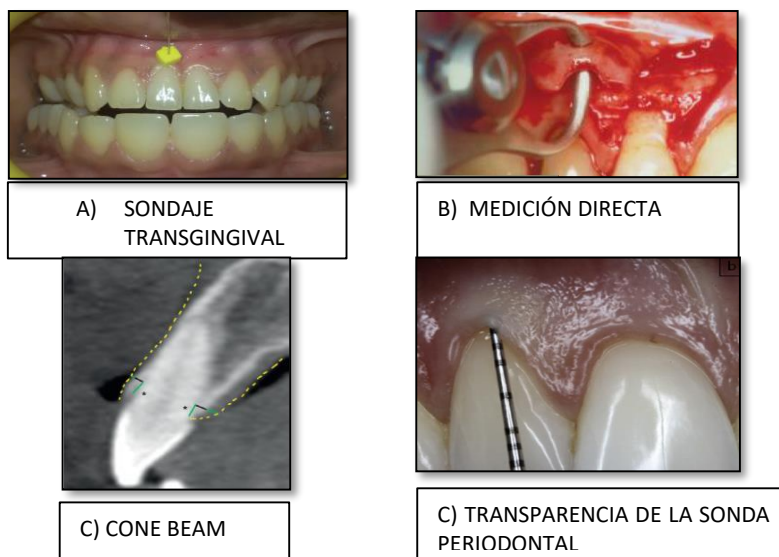 A) SONDAJE
TRANSGINGIVAL
B) MEDICIÓN DIRECTA
b
C) CONE BEAM
C) TRANSPARENCIA DE LA SONDA
PERIODONTAL